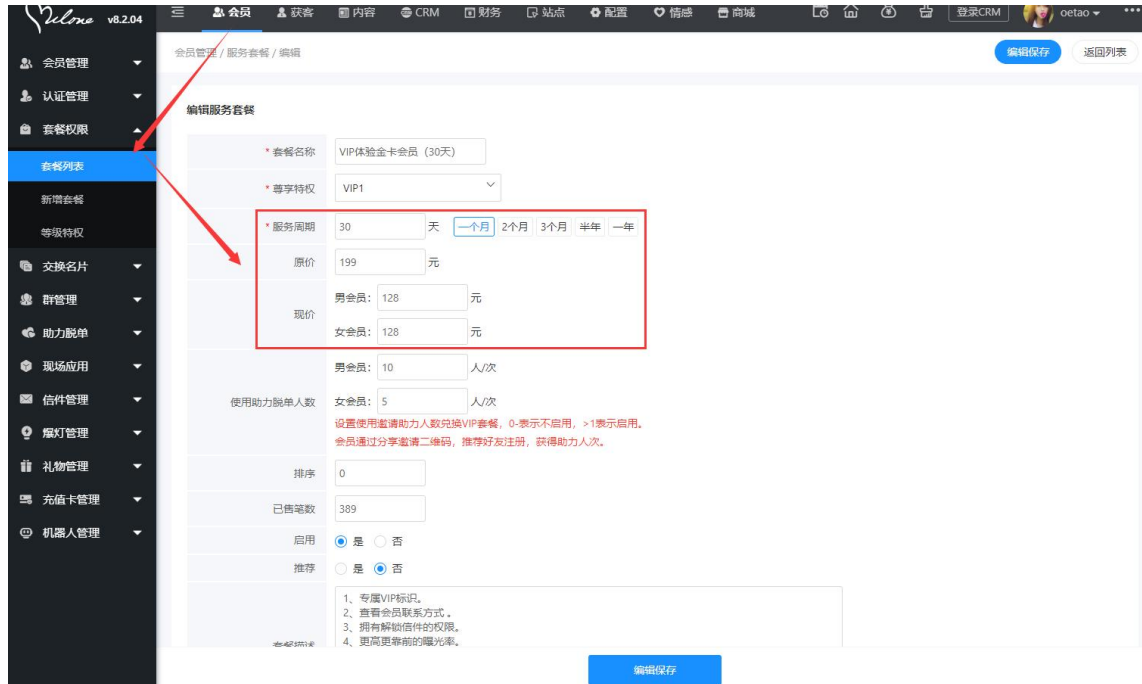 Velone v8.2.04
会员 获客 内容 CRM 财务 站点 配置 情感 商城 登录CRM oetao
会员管理 / 服务套餐 / 编辑 编辑保存 返回列表
会员管理
认证管理
套餐权限
套餐列表
新增套餐
等级特权
交换名片
群管理
助力脱单
现场应用
信件管理
爆灯管理
礼物管理
充值卡管理
机器人管理
编辑服务套餐
* 套餐名称 VIP体验金卡会员（30天）
* 尊享特权 VIP1
* 服务周期 30 天 一个月 2个月 3个月 半年 一年
原价 199 元
现价
男会员： 128 元
女会员： 128 元
使用助力脱单人数
男会员： 10 人/次
女会员： 5 人/次
设置使用邀请助力人数兑换VIP套餐，0-表示不启用，>1表示启用。
会员通过分享邀请二维码，推荐好友注册，获得助力人次。
排序 0
已售笔数 389
启用 是 否
推荐 是 否
套餐描述
1、专属VIP标识。
2、查看会员联系方式 。
3、拥有解锁信件的权限。
4、更高更靠前的曝光率。
编辑保存